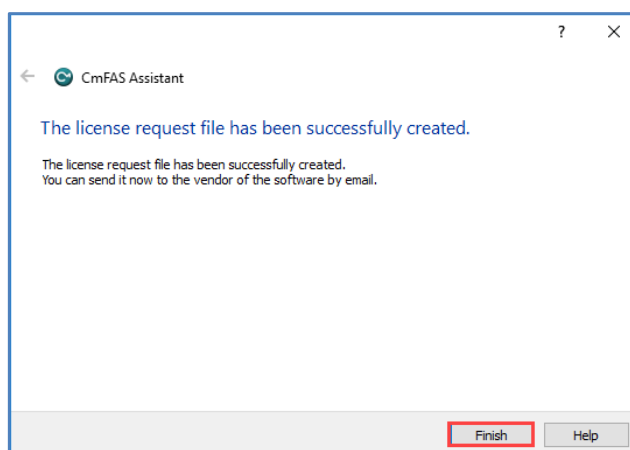 CmFAS Assistant
The license request file has been successfully created.
The license request file has been successfully created.
You can send it now to the vendor of the software by email.
Finish Help